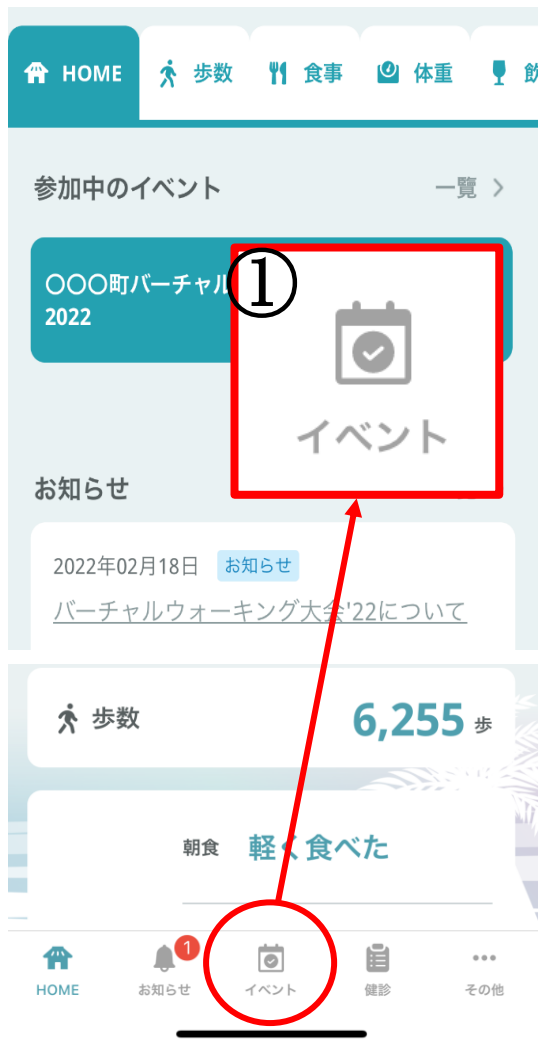 HOME 歩数 食事 体重 飲
参加中のイベント 一覧
〇〇〇町バーチャル
2022
①
イベント
お知らせ
2022年02月18日 お知らせ
バーチャルウォーキング大会'22について
歩数 6,255 歩
朝食 軽く食べた
1
HOME お知らせ イベント 健診 その他